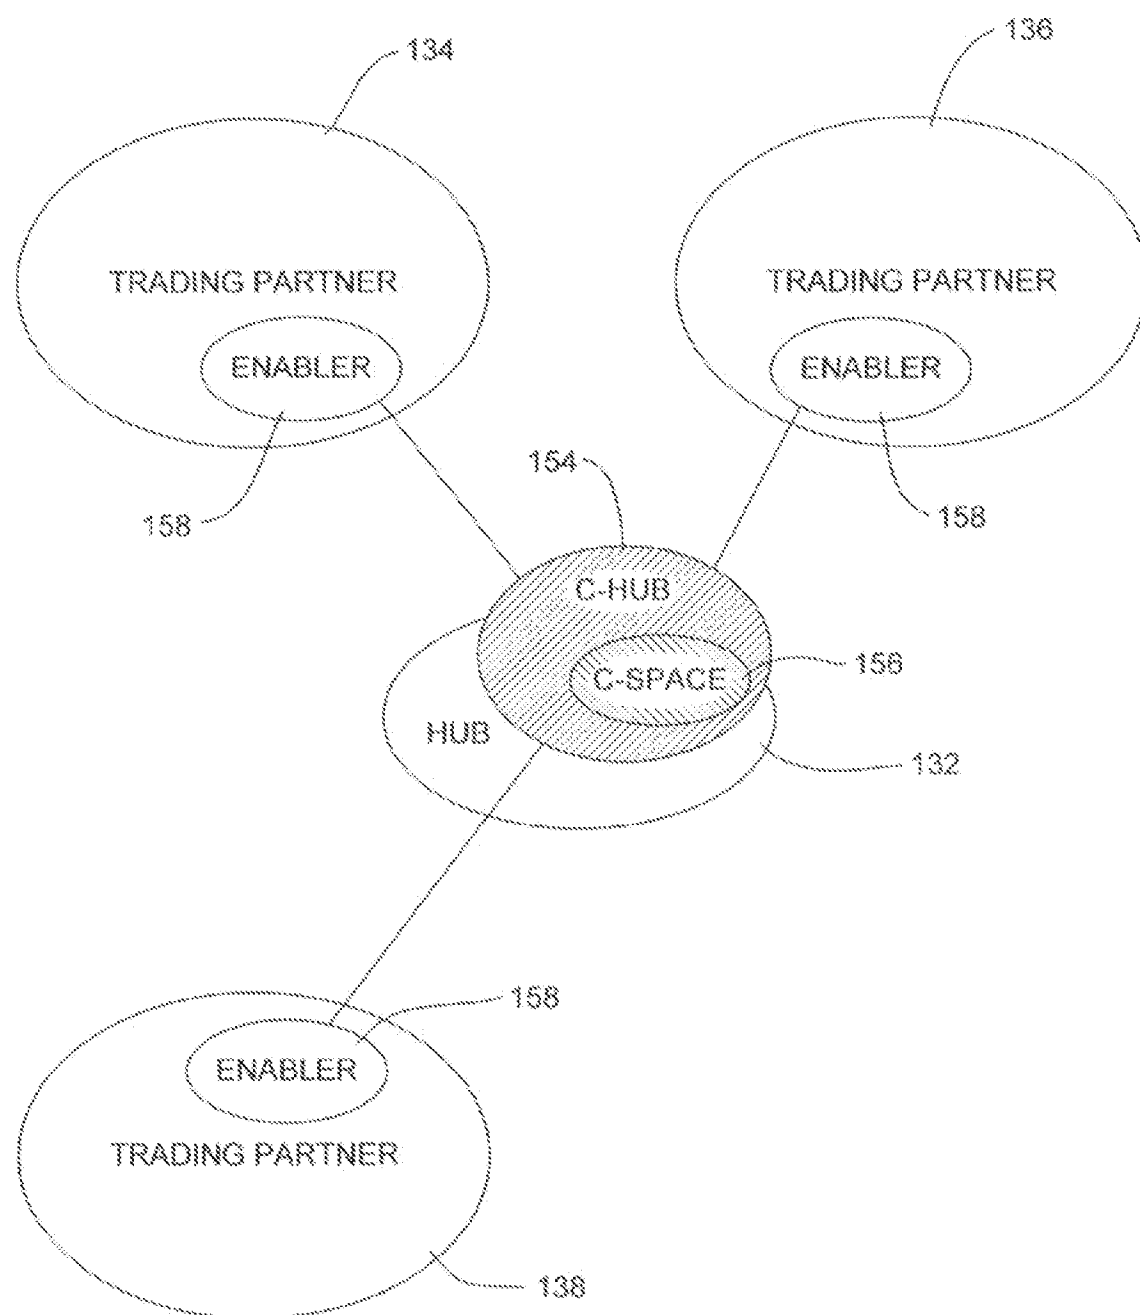 134
136
TRADING PARTNER
TRADING PARTNER
ENABLER
ENABLER
158
158
154
C-HUB
C-SPACE
156
HUB
132
158
ENABLER
TRADING PARTNER
138